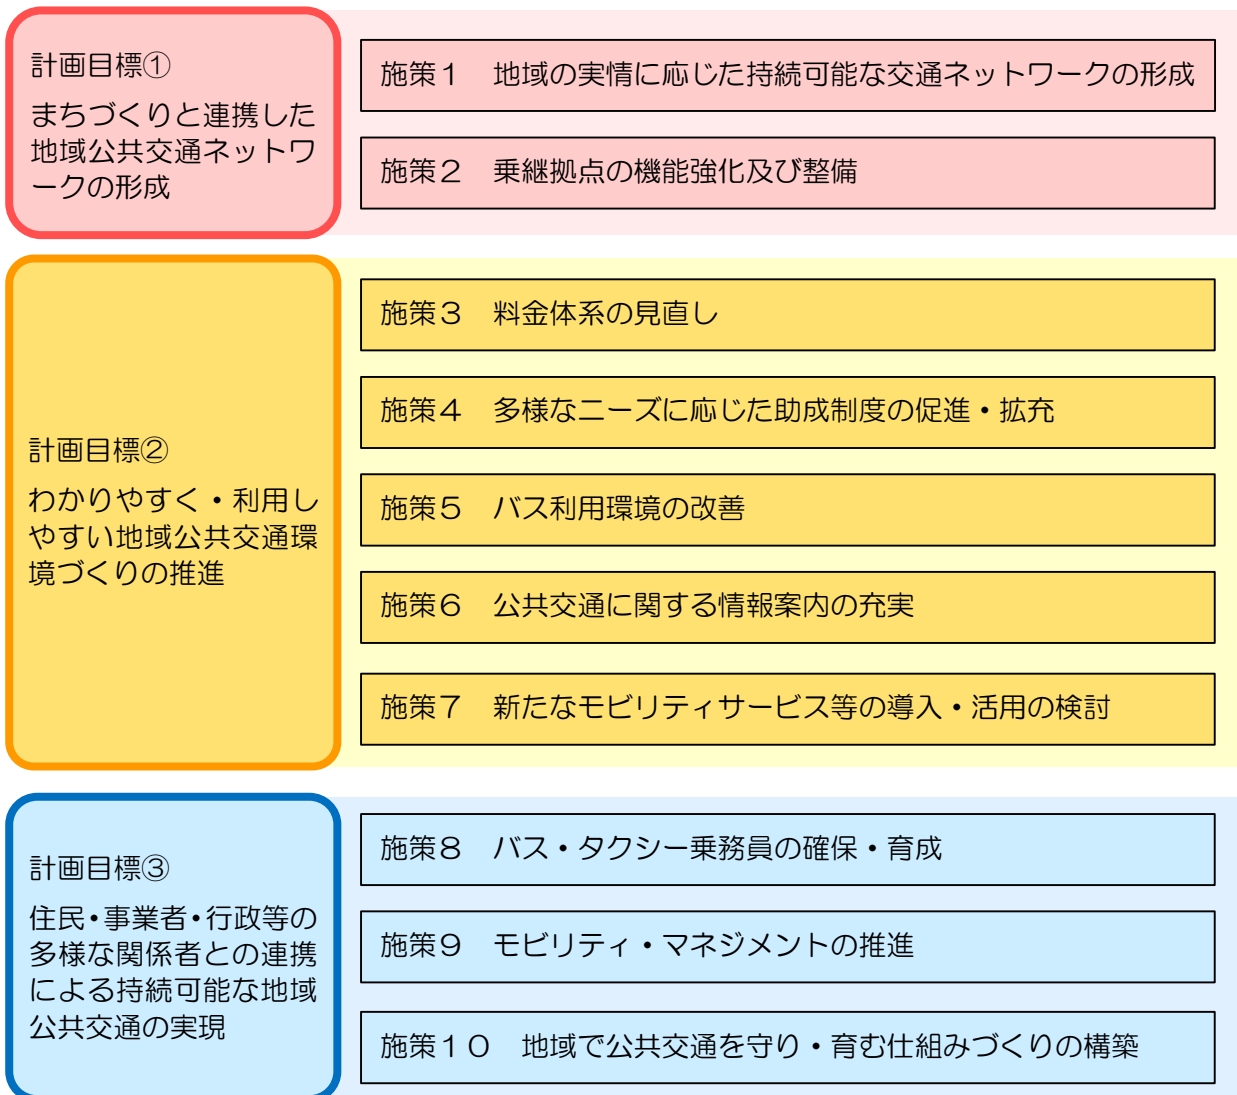 計画目標①
まちづくりと連携した
地域公共交通ネットワ
ークの形成
施策１　地域の実情に応じた持続可能な交通ネットワークの形成
施策２　乗継拠点の機能強化及び整備
計画目標②
わかりやすく・利用し
やすい地域公共交通環
境づくりの推進
施策３　料金体系の見直し
施策４　多様なニーズに応じた助成制度の促進・拡充
施策５　バス利用環境の改善
施策６　公共交通に関する情報案内の充実
施策７　新たなモビリティサービス等の導入・活用の検討
計画目標③
住民・事業者・行政等の
多様な関係者との連携
による持続可能な地域
公共交通の実現
施策８　バス・タクシー乗務員の確保・育成
施策９　モビリティ・マネジメントの推進
施策１０　地域で公共交通を守り・育む仕組みづくりの構築